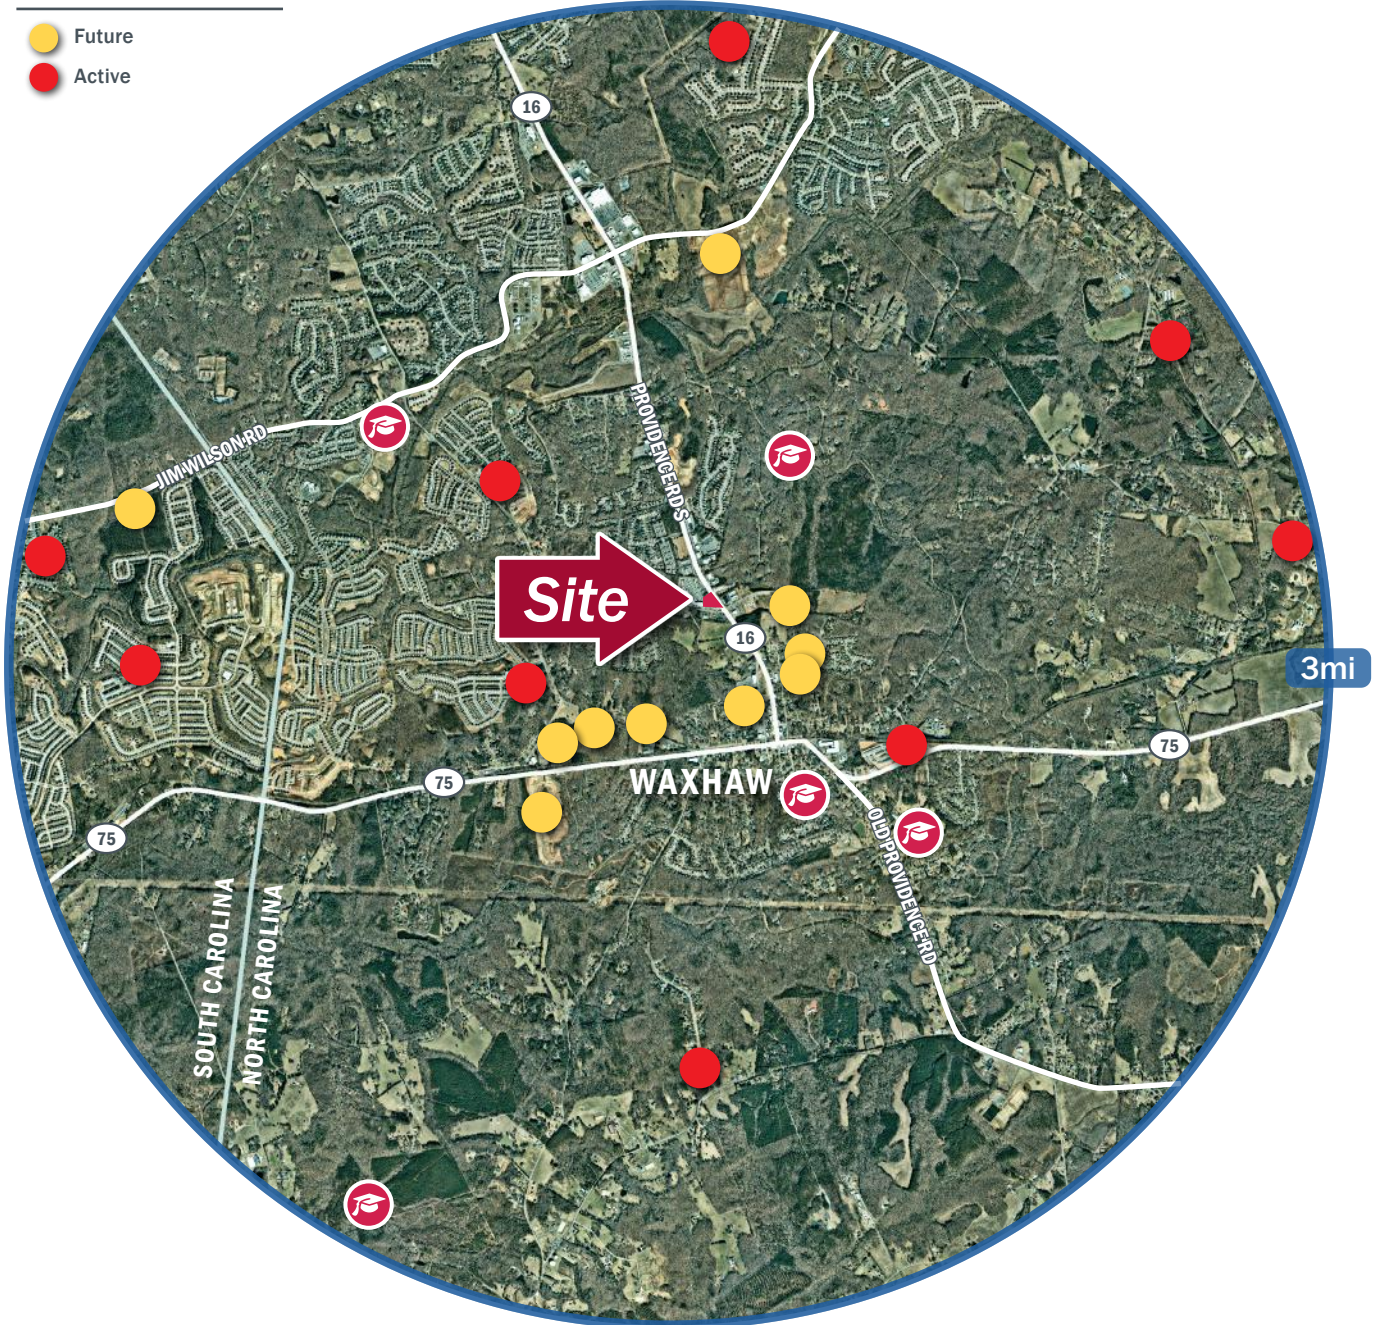 Future
Active
16
PROVIDENCE RD S
JIM WILSON RD
Site
16
3mi
75
WAXHAW
75
75
OLD PROVIDENCE RD
SOUTH CAROLINA
NORTH CAROLINA